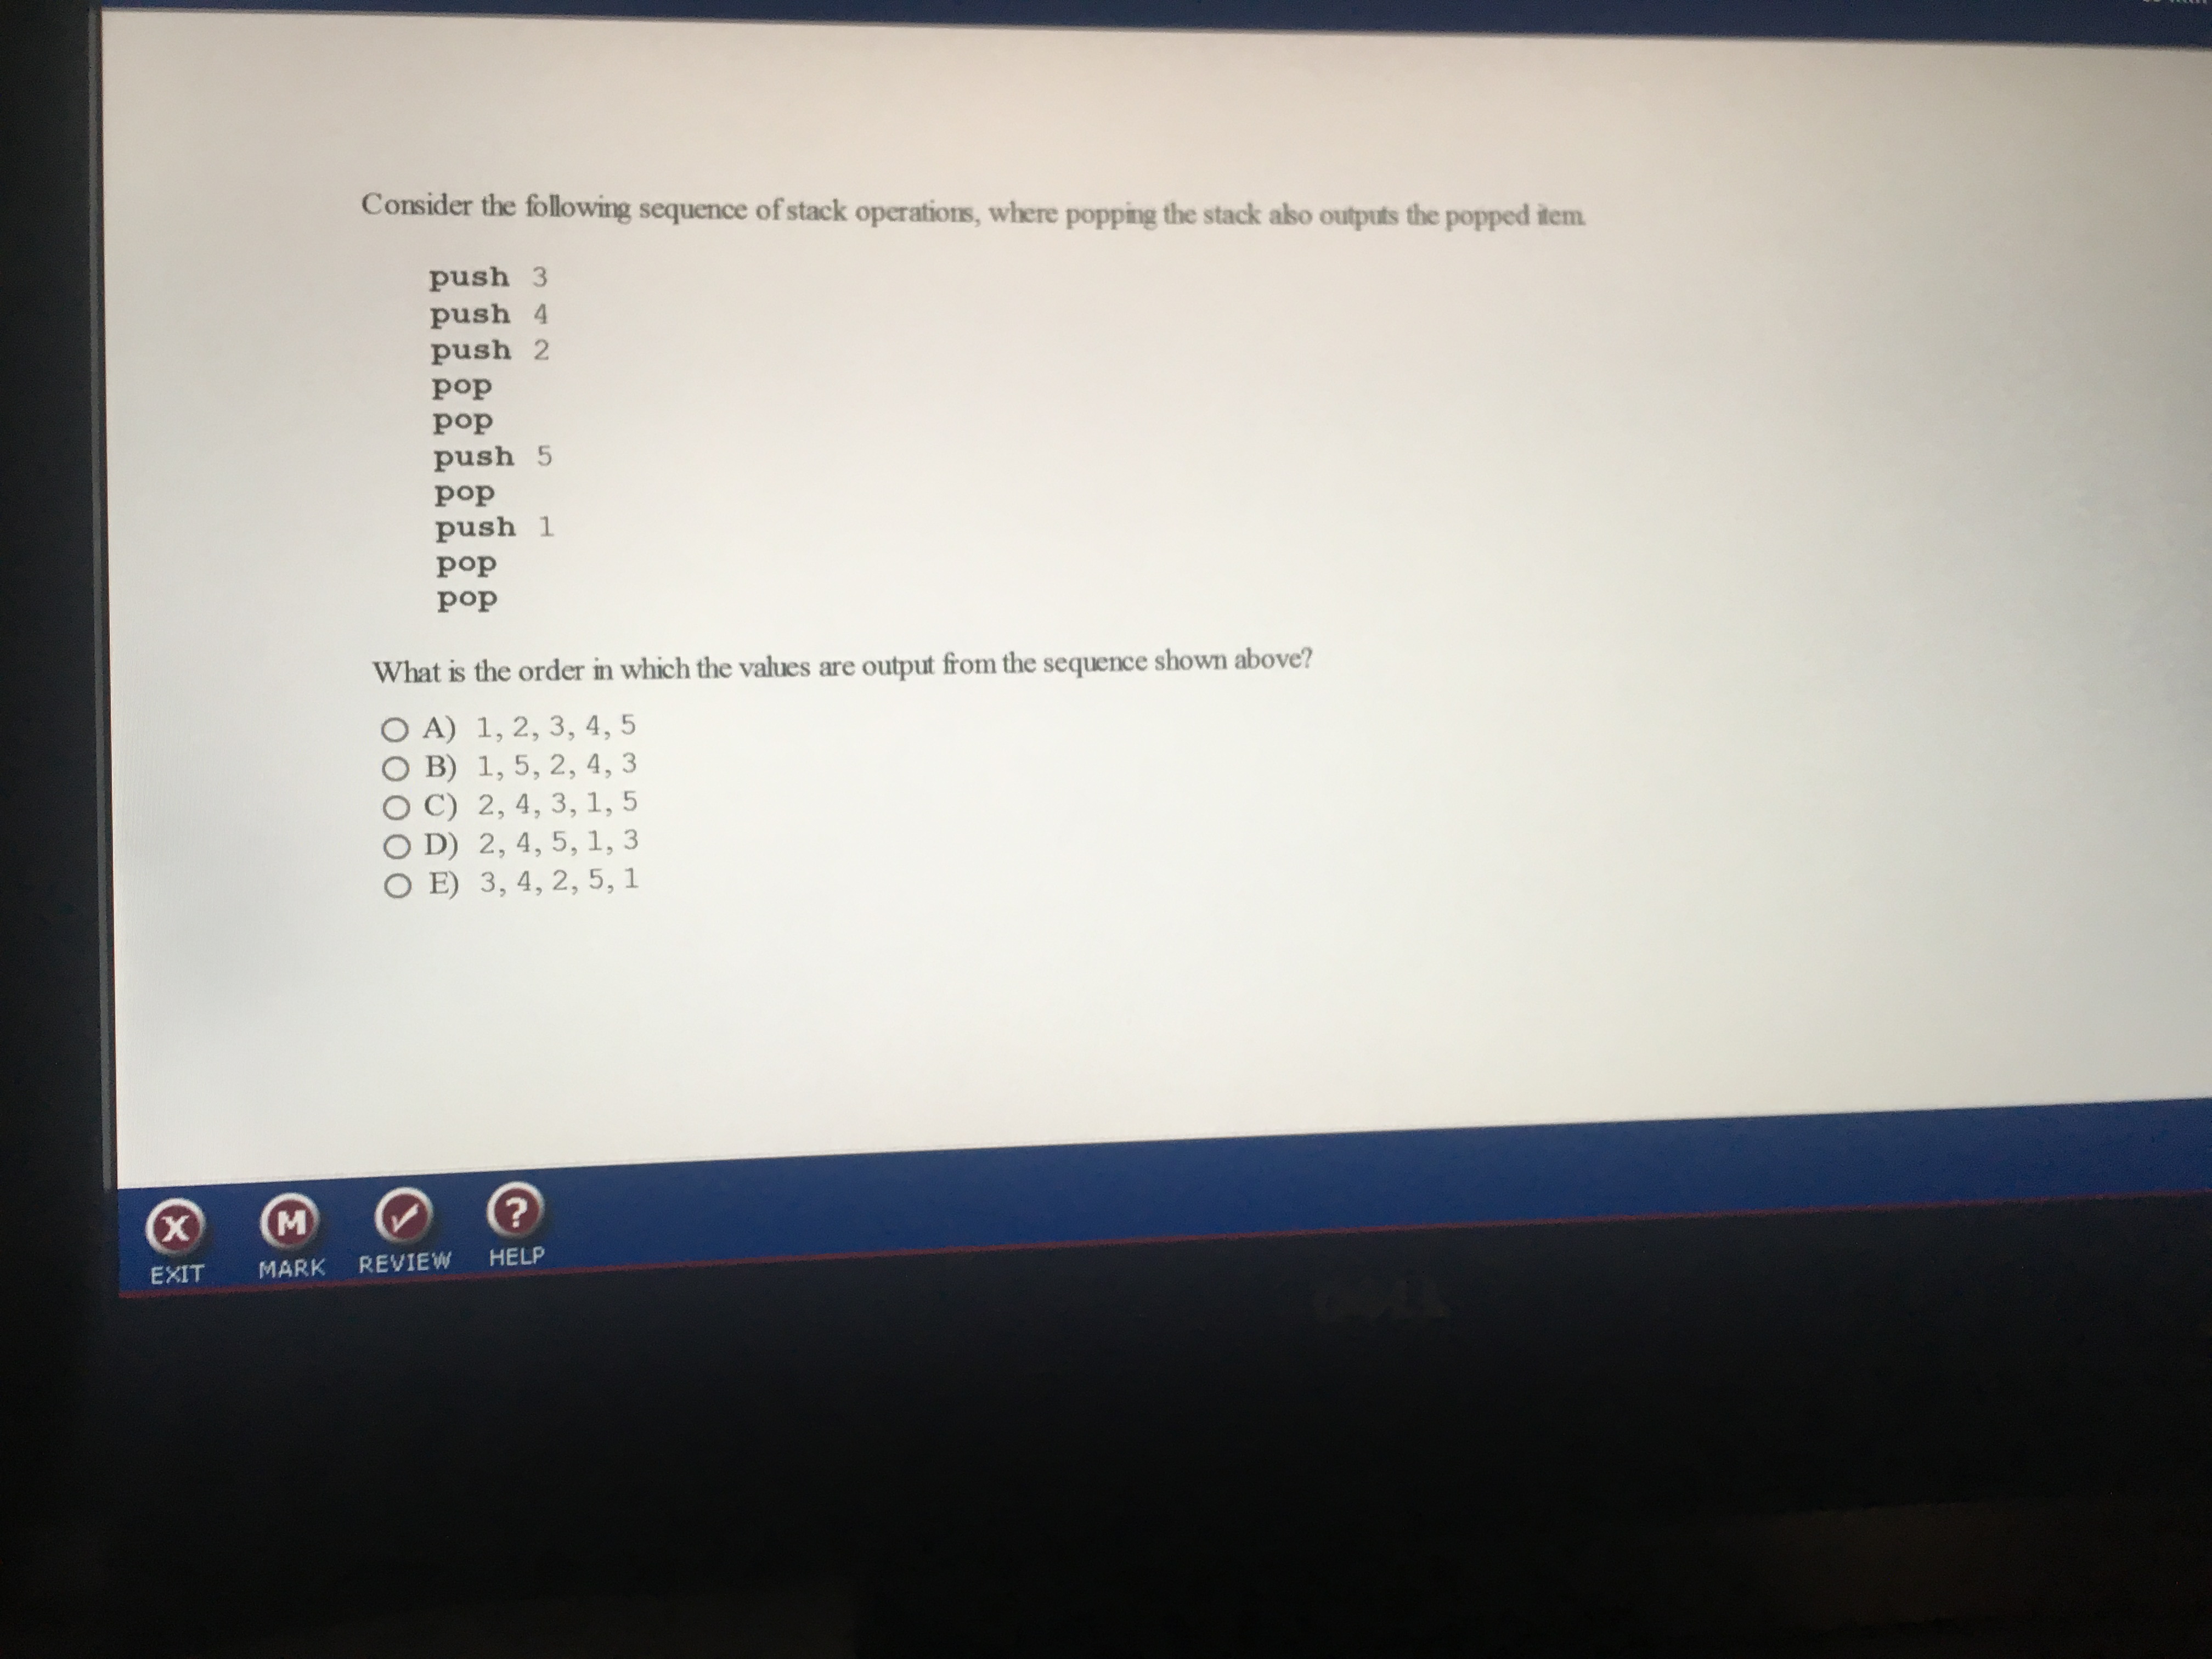 Consider the following sequence of stack operations, where popping the stack also outputs the popped item.
push 3
push 4
push 2
pop
pop
push 5
pop
push 1
pop
pop
What is the order in which the values are output from the sequence shown above?
A) 1, 2, 3, 4, 5
B) 1, 5, 2, 4, 3
C) 2, 4, 3, 1, 5
D) 2, 4, 5, 1, 3
E) 3, 4, 2, 5, 1
X M ?
EXIT MARK REVIEW HELP